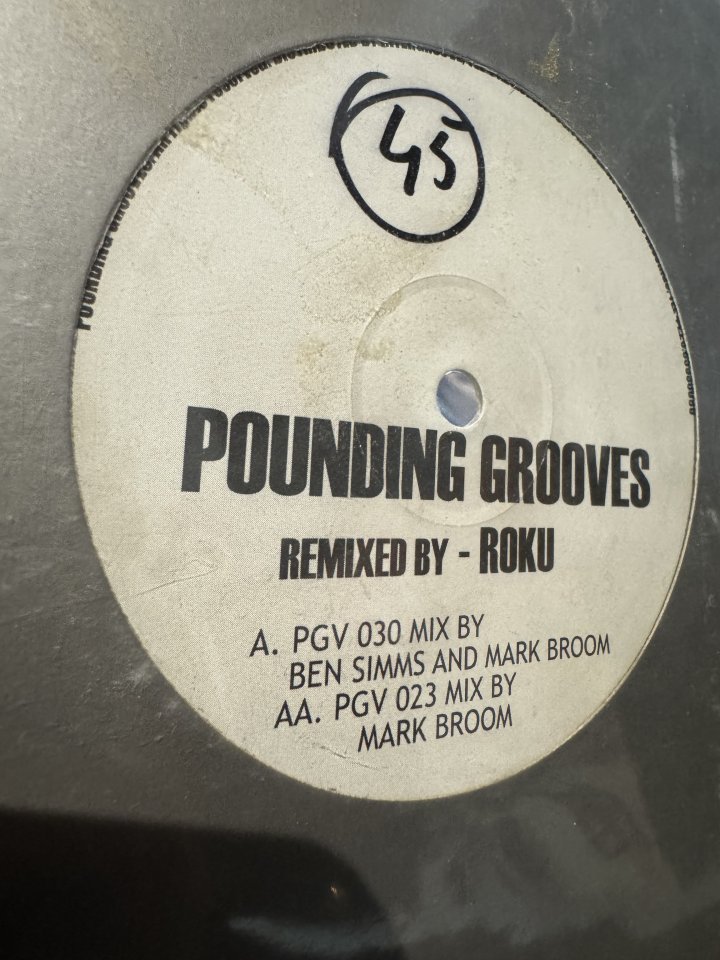 45
POUNDING GROOVES
REMIXED BY - ROKU
A. PGV 030 MIX BY
BEN SIMMS AND MARK BROOM
AA. PGV 023 MIX BY
MARK BROOM